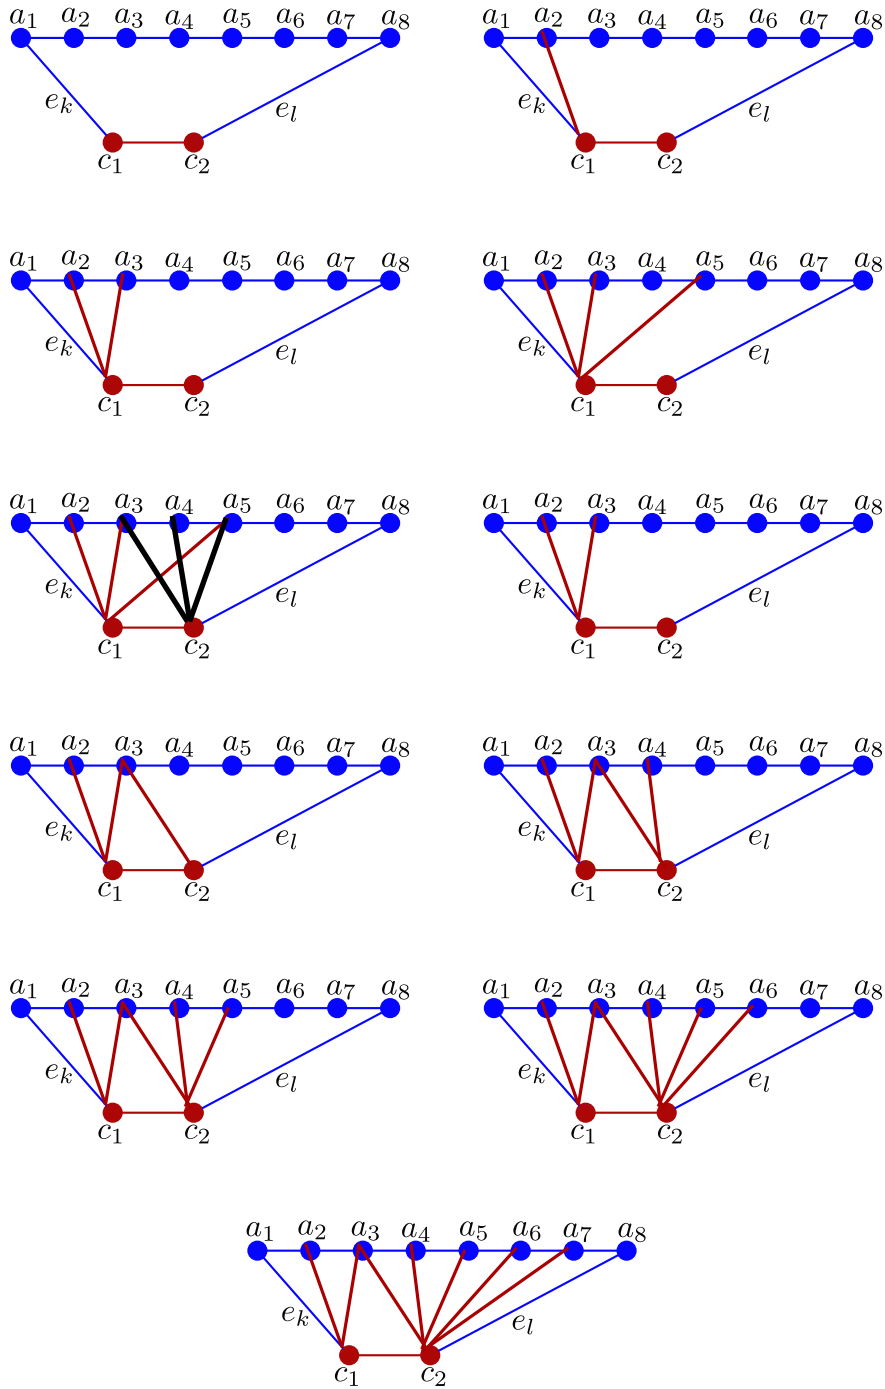 a₁ a₂ a₃ a₄ a₅ a₆ a₇ a₈
eₖ eₗ
c₁ c₂
a₁ a₂ a₃ a₄ a₅ a₆ a₇ a₈
eₖ eₗ
c₁ c₂
a₁ a₂ a₃ a₄ a₅ a₆ a₇ a₈
eₖ eₗ
c₁ c₂
a₁ a₂ a₃ a₄ a₅ a₆ a₇ a₈
eₖ eₗ
c₁ c₂
a₁ a₂ a₃ a₄ a₅ a₆ a₇ a₈
eₖ eₗ
c₁ c₂
a₁ a₂ a₃ a₄ a₅ a₆ a₇ a₈
eₖ eₗ
c₁ c₂
a₁ a₂ a₃ a₄ a₅ a₆ a₇ a₈
eₖ eₗ
c₁ c₂
a₁ a₂ a₃ a₄ a₅ a₆ a₇ a₈
eₖ eₗ
c₁ c₂
a₁ a₂ a₃ a₄ a₅ a₆ a₇ a₈
eₖ eₗ
c₁ c₂
a₁ a₂ a₃ a₄ a₅ a₆ a₇ a₈
eₖ eₗ
c₁ c₂
a₁ a₂ a₃ a₄ a₅ a₆ a₇ a₈
eₖ eₗ
c₁ c₂